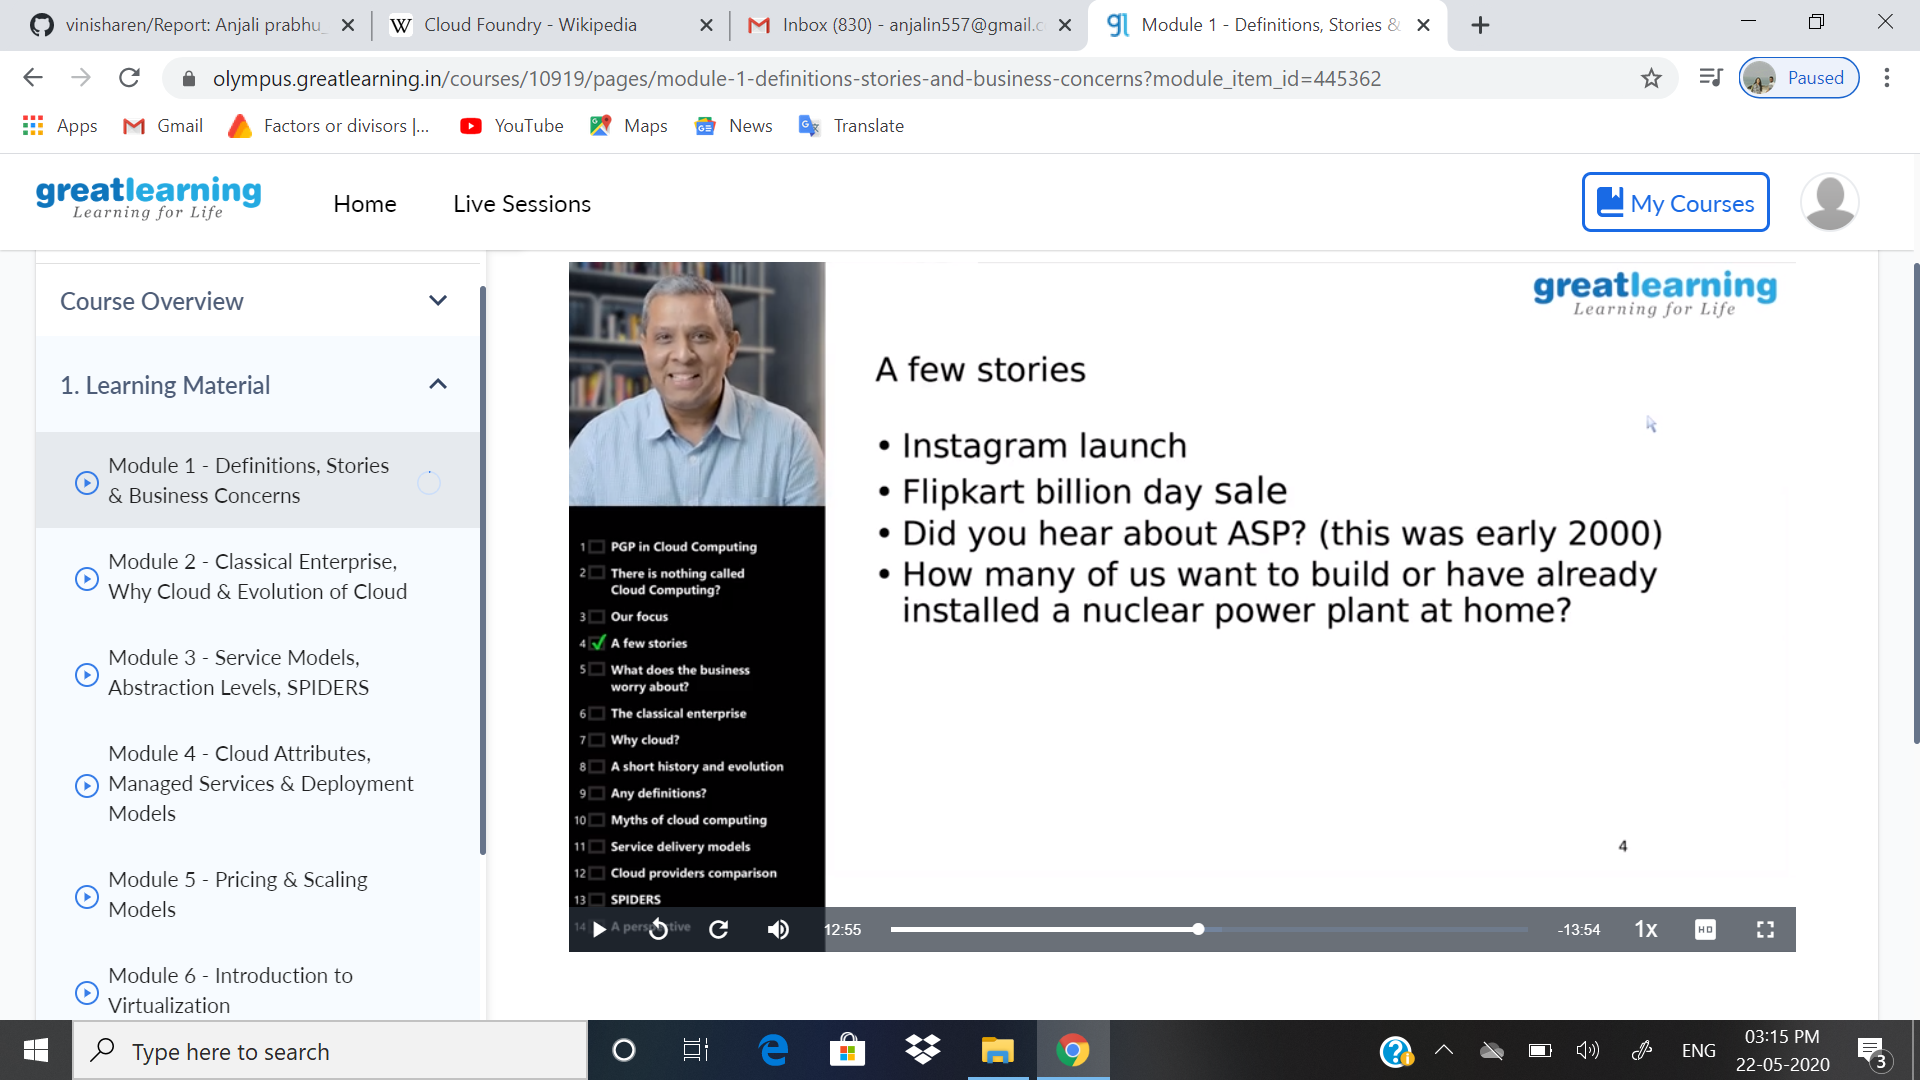 vinisharen/Report: Anjali prabhu_
Cloud Foundry - Wikipedia
Inbox (830) - anjalin557@gmail.c
Module 1 - Definitions, Stories &
olympus.greatlearning.in/courses/10919/pages/module-1-definitions-stories-and-business-concerns?module_item_id=445362
Paused
Apps
Gmail
Factors or divisors |...
YouTube
Maps
News
Translate
greatlearning
Learning for Life
Home
Live Sessions
My Courses
Course Overview
1. Learning Material
Module 1 - Definitions, Stories
& Business Concerns
Module 2 - Classical Enterprise,
Why Cloud & Evolution of Cloud
Module 3 - Service Models,
Abstraction Levels, SPIDERS
Module 4 - Cloud Attributes,
Managed Services & Deployment
Models
Module 5 - Pricing & Scaling
Models
Module 6 - Introduction to
Virtualization
1 PGP in Cloud Computing
2 There is nothing called
Cloud Computing?
3 Our focus
4 A few stories
5 What does the business
worry about?
6 The classical enterprise
7 Why cloud?
8 A short history and evolution
9 Any definitions?
10 Myths of cloud computing
11 Service delivery models
12 Cloud providers comparison
13 SPIDERS
14 A perspective
greatlearning
Learning for Life
A few stories
• Instagram launch
• Flipkart billion day sale
• Did you hear about ASP? (this was early 2000)
• How many of us want to build or have already
installed a nuclear power plant at home?
4
12:55
-13:54
1x
HD
Type here to search
ENG
03:15 PM
22-05-2020
3